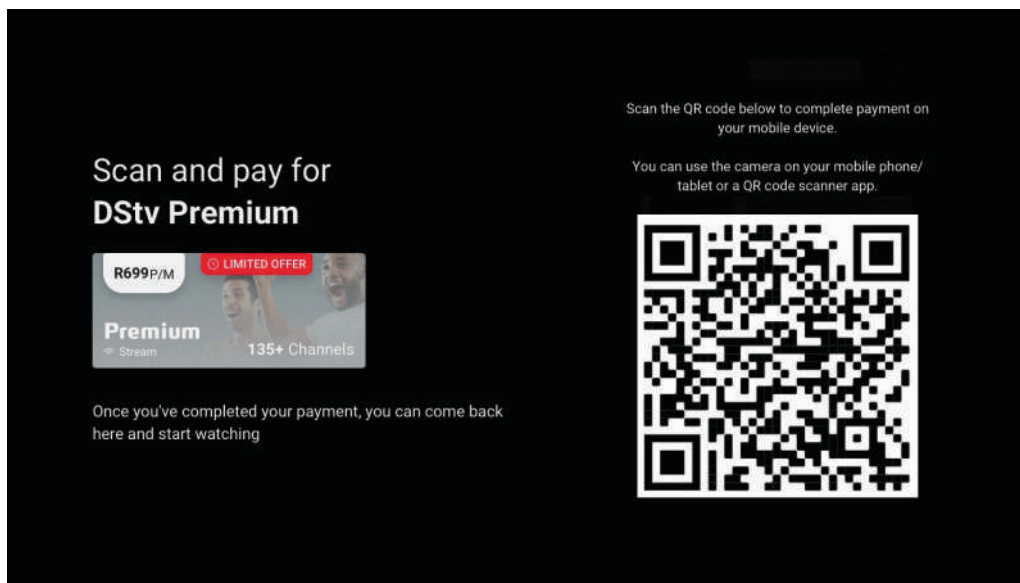 Scan and pay for
DStv Premium
R699P/M
LIMITED OFFER
Premium
Stream
135+ Channels
Once you've completed your payment, you can come back
here and start watching
Scan the QR code below to complete payment on
your mobile device.
You can use the camera on your mobile phone/
tablet or a QR code scanner app.